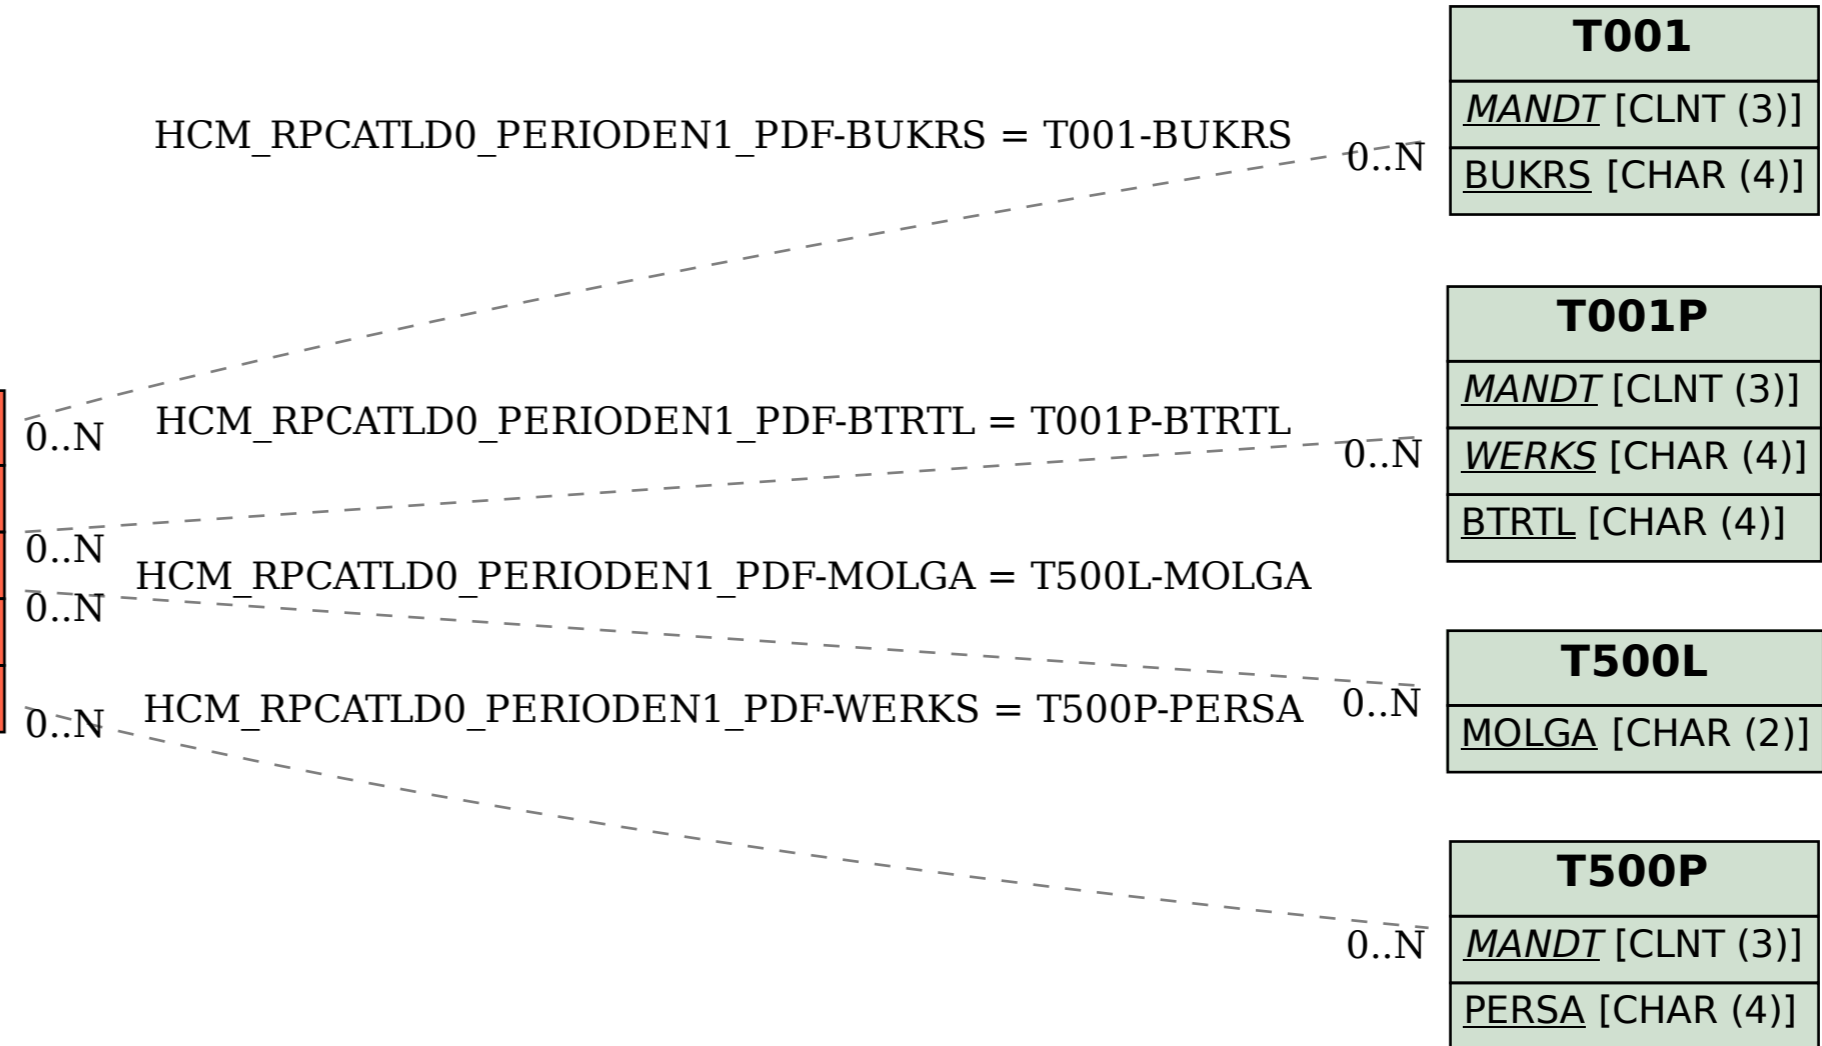 T001
MANDT [CLNT (3)]
HCM_RPCATLD0_PERIODEN1_PDF-BUKRS = T001-BUKRS
0..N
BUKRS [CHAR (4)]
T001P
MANDT [CLNT (3)]
0..N
HCM_RPCATLD0_PERIODEN1_PDF-BTRTL = T001P-BTRTL
0..N
WERKS [CHAR (4)]
BTRTL [CHAR (4)]
0..N
HCM_RPCATLD0_PERIODEN1_PDF-MOLGA = T500L-MOLGA
0..N
T500L
0..N
HCM_RPCATLD0_PERIODEN1_PDF-WERKS = T500P-PERSA
0..N
MOLGA [CHAR (2)]
T500P
0..N
MANDT [CLNT (3)]
PERSA [CHAR (4)]